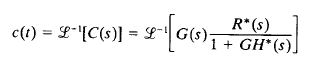 c(t) = ℒ⁻¹[C(s)] = ℒ⁻¹[G(s) R*(s) / (1 + GH*(s))]